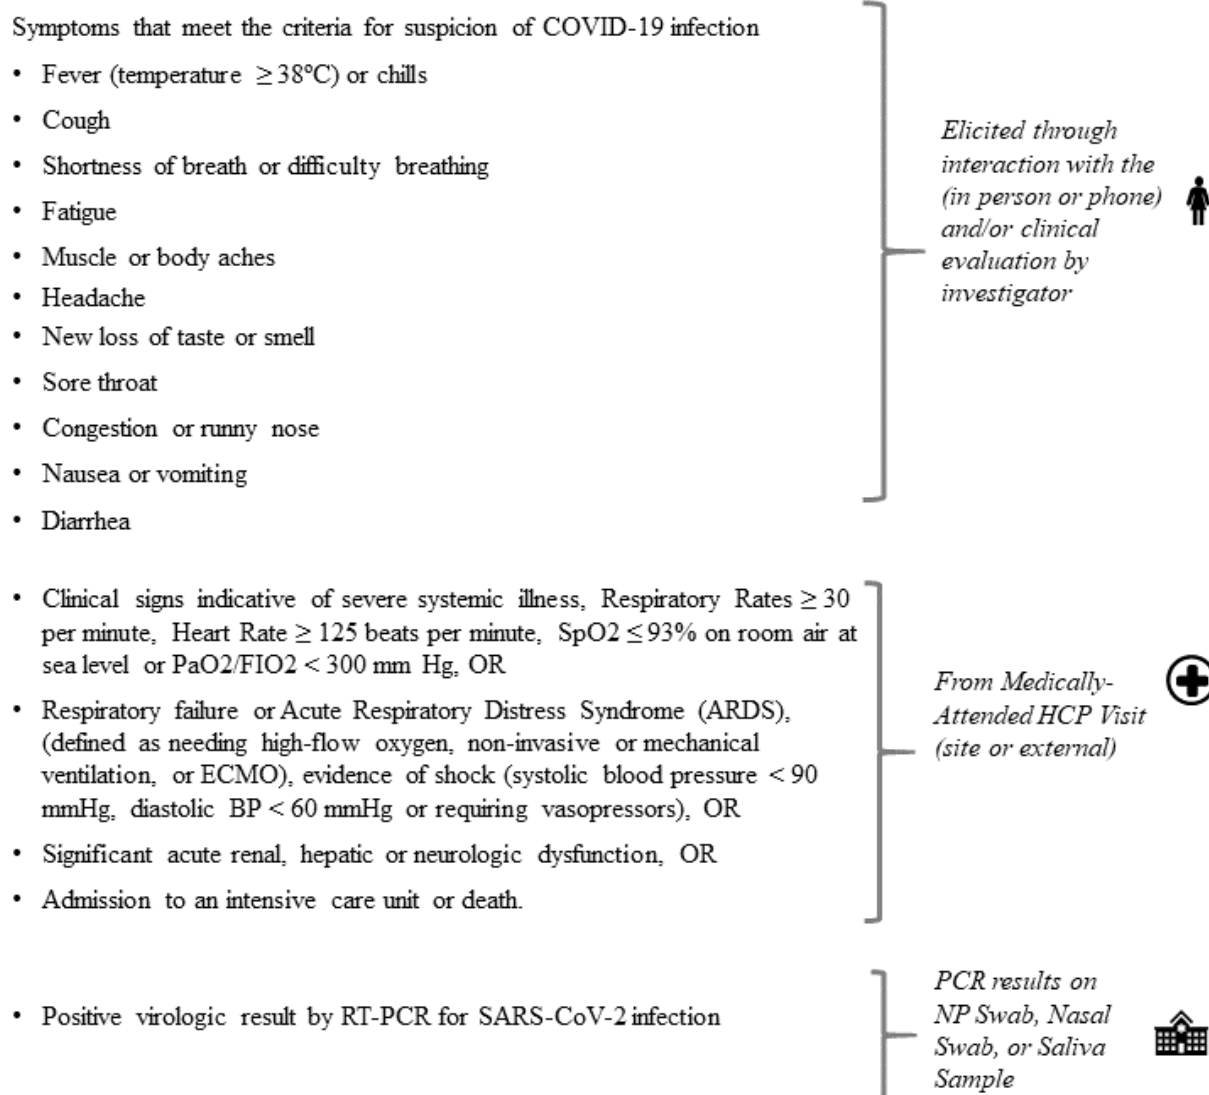 Symptoms that meet the criteria for suspicion of COVID-19 infection
• Fever (temperature ≥ 38°C) or chills
• Cough
• Shortness of breath or difficulty breathing
• Fatigue
• Muscle or body aches
• Headache
• New loss of taste or smell
• Sore throat
• Congestion or runny nose
• Nausea or vomiting
• Diarrhea
Elicited through
interaction with the
(in person or phone)
and/or clinical
evaluation by
investigator
• Clinical signs indicative of severe systemic illness, Respiratory Rates ≥ 30
per minute, Heart Rate ≥ 125 beats per minute, SpO2 ≤ 93% on room air at
sea level or PaO2/FIO2 < 300 mm Hg, OR
• Respiratory failure or Acute Respiratory Distress Syndrome (ARDS),
(defined as needing high-flow oxygen, non-invasive or mechanical
ventilation, or ECMO), evidence of shock (systolic blood pressure < 90
mmHg, diastolic BP < 60 mmHg or requiring vasopressors), OR
• Significant acute renal, hepatic or neurologic dysfunction, OR
• Admission to an intensive care unit or death.
From Medically-
Attended HCP Visit
(site or external)
• Positive virologic result by RT-PCR for SARS-CoV-2 infection
PCR results on
NP Swab, Nasal
Swab, or Saliva
Sample